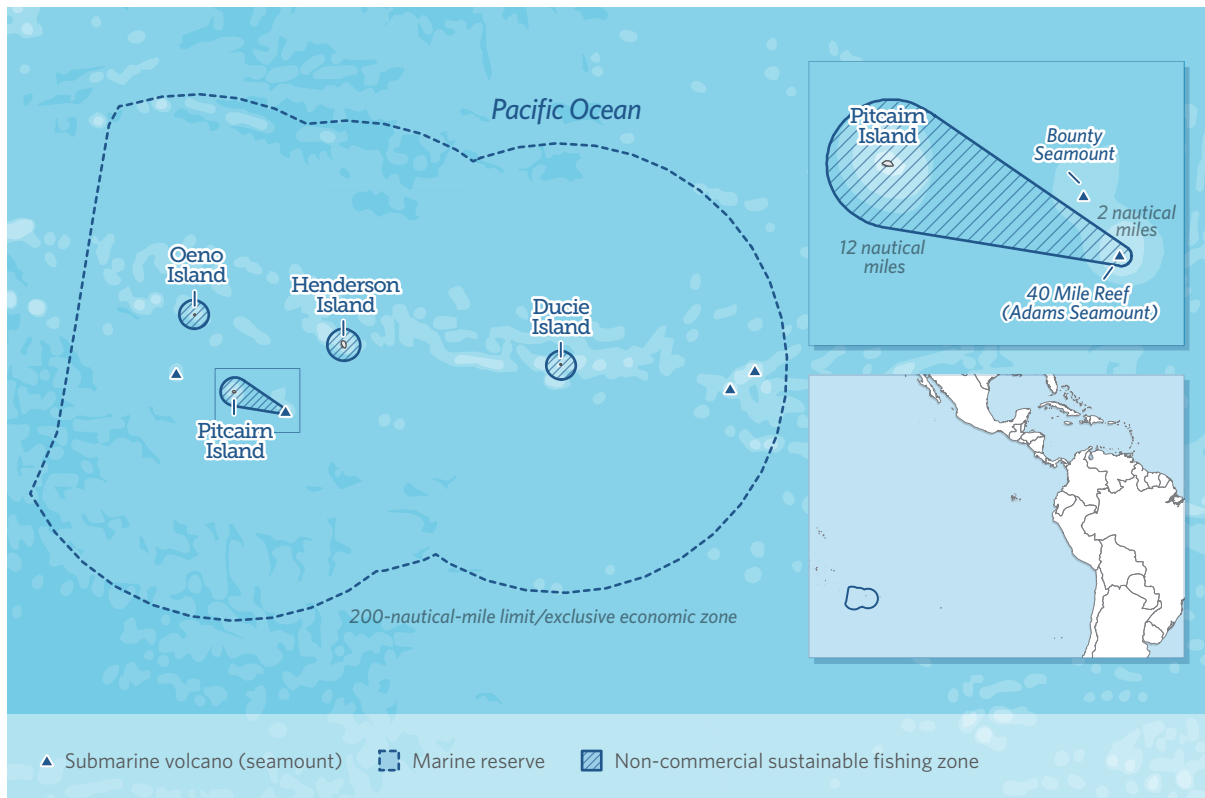 Pacific Ocean
Oeno
Island
Henderson
Island
Ducie
Island
Pitcairn
Island
200-nautical-mile limit/exclusive economic zone
Pitcairn
Island
Bounty
Seamount
2 nautical
miles
12 nautical
miles
40 Mile Reef
(Adams Seamount)
Submarine volcano (seamount)
Marine reserve
Non-commercial sustainable fishing zone